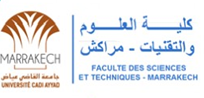 كلية العلوم
والتقنيات - مراكش
FACULTE DES SCIENCES
ET TECHNIQUES - MARRAKECH
MARRAKECH
جامعة القاضي عياض
UNIVERSITÉ CADI AYYAD